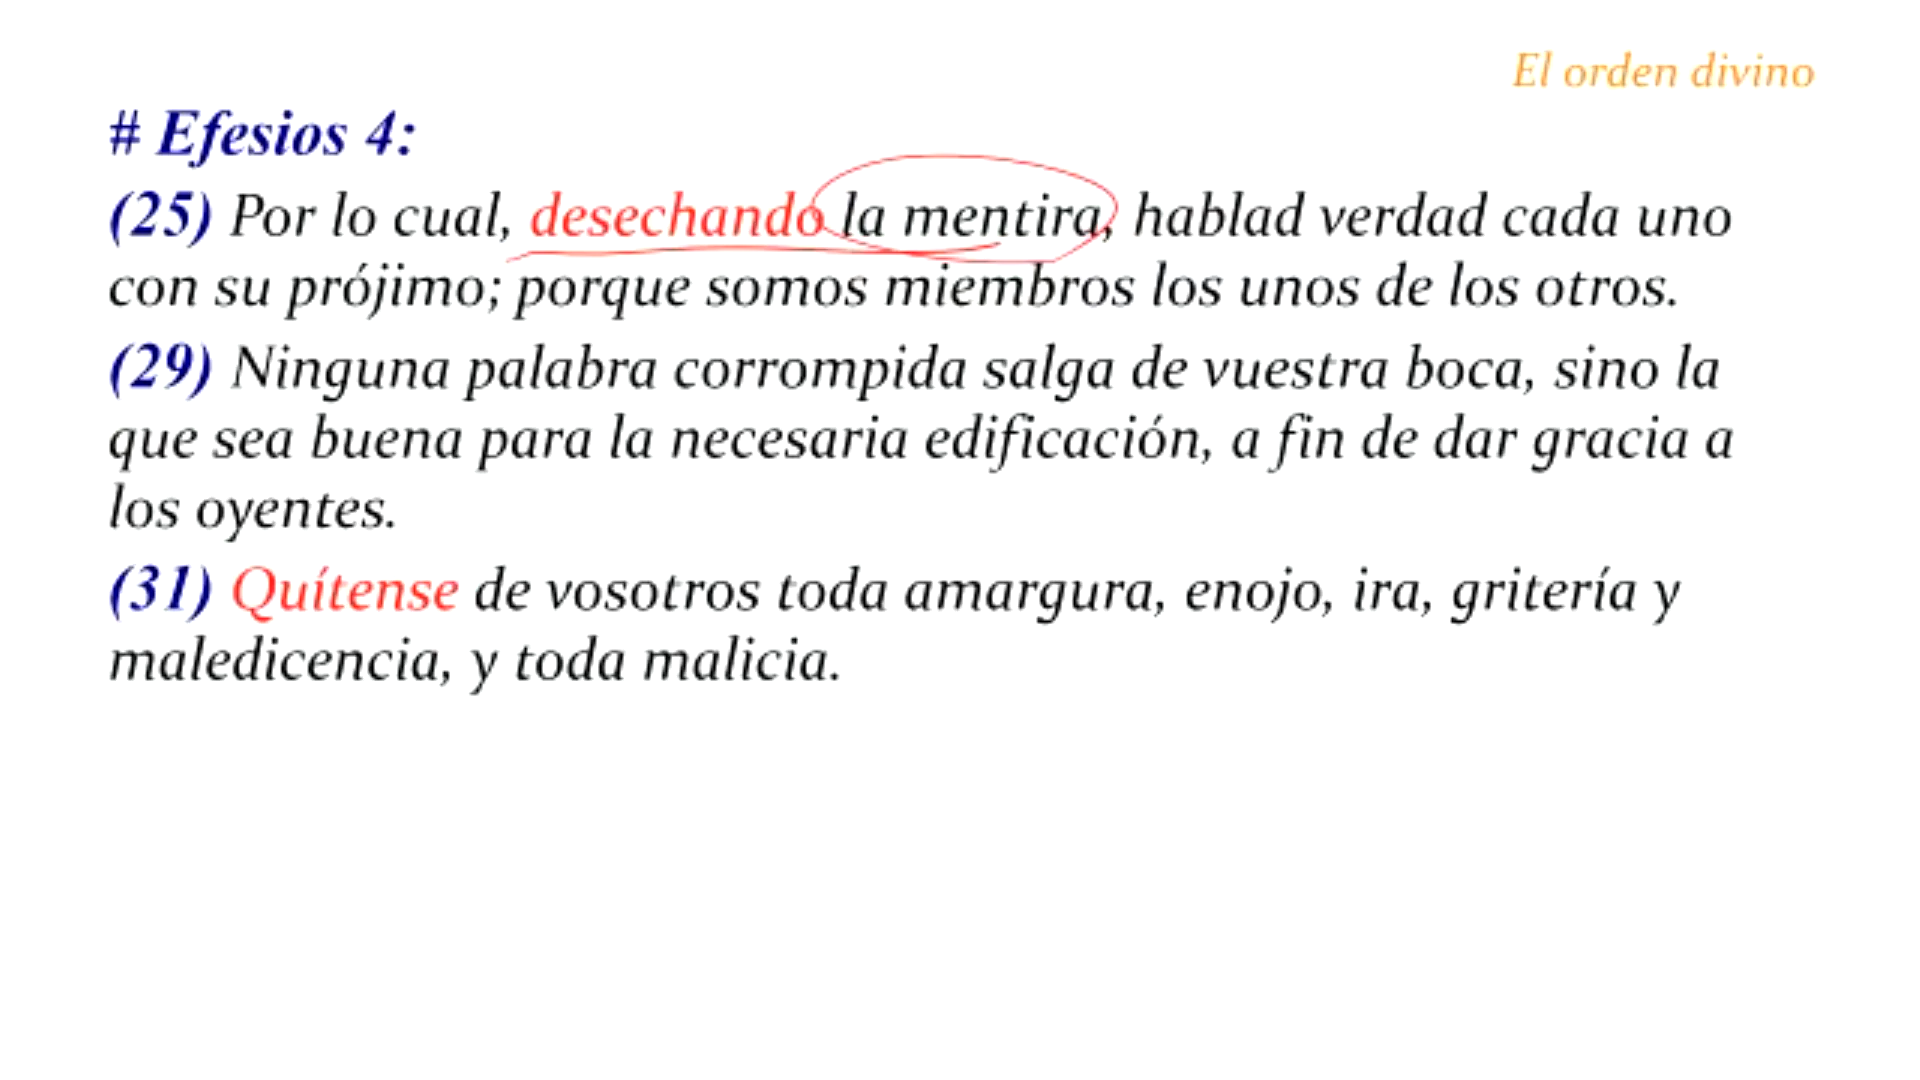 El orden divino
# Efesios 4:
(25) Por lo cual, desechando la mentira, hablad verdad cada uno
con su prójimo; porque somos miembros los unos de los otros.
(29) Ninguna palabra corrompida salga de vuestra boca, sino la
que sea buena para la necesaria edificación, a fin de dar gracia a
los oyentes.
(31) Quítense de vosotros toda amargura, enojo, ira, gritería y
maledicencia, y toda malicia.